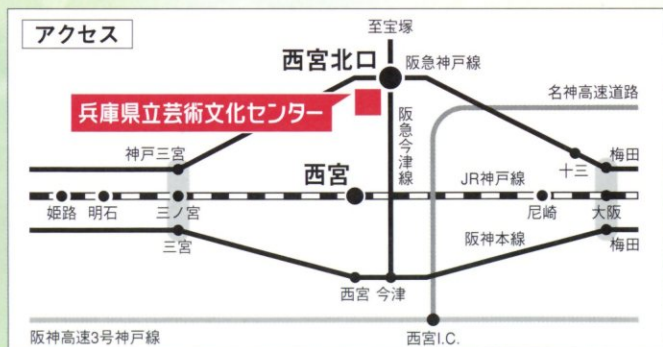 アクセス
至宝塚
西宮北口
阪急神戸線
名神高速道路
兵庫県立芸術文化センター
阪急今津線
神戸三宮
西宮
JR神戸線
十三
梅田
姫路
明石
三ノ宮
尼崎
大阪
三宮
阪神本線
梅田
西宮
今津
阪神高速3号神戸線
西宮I.C.